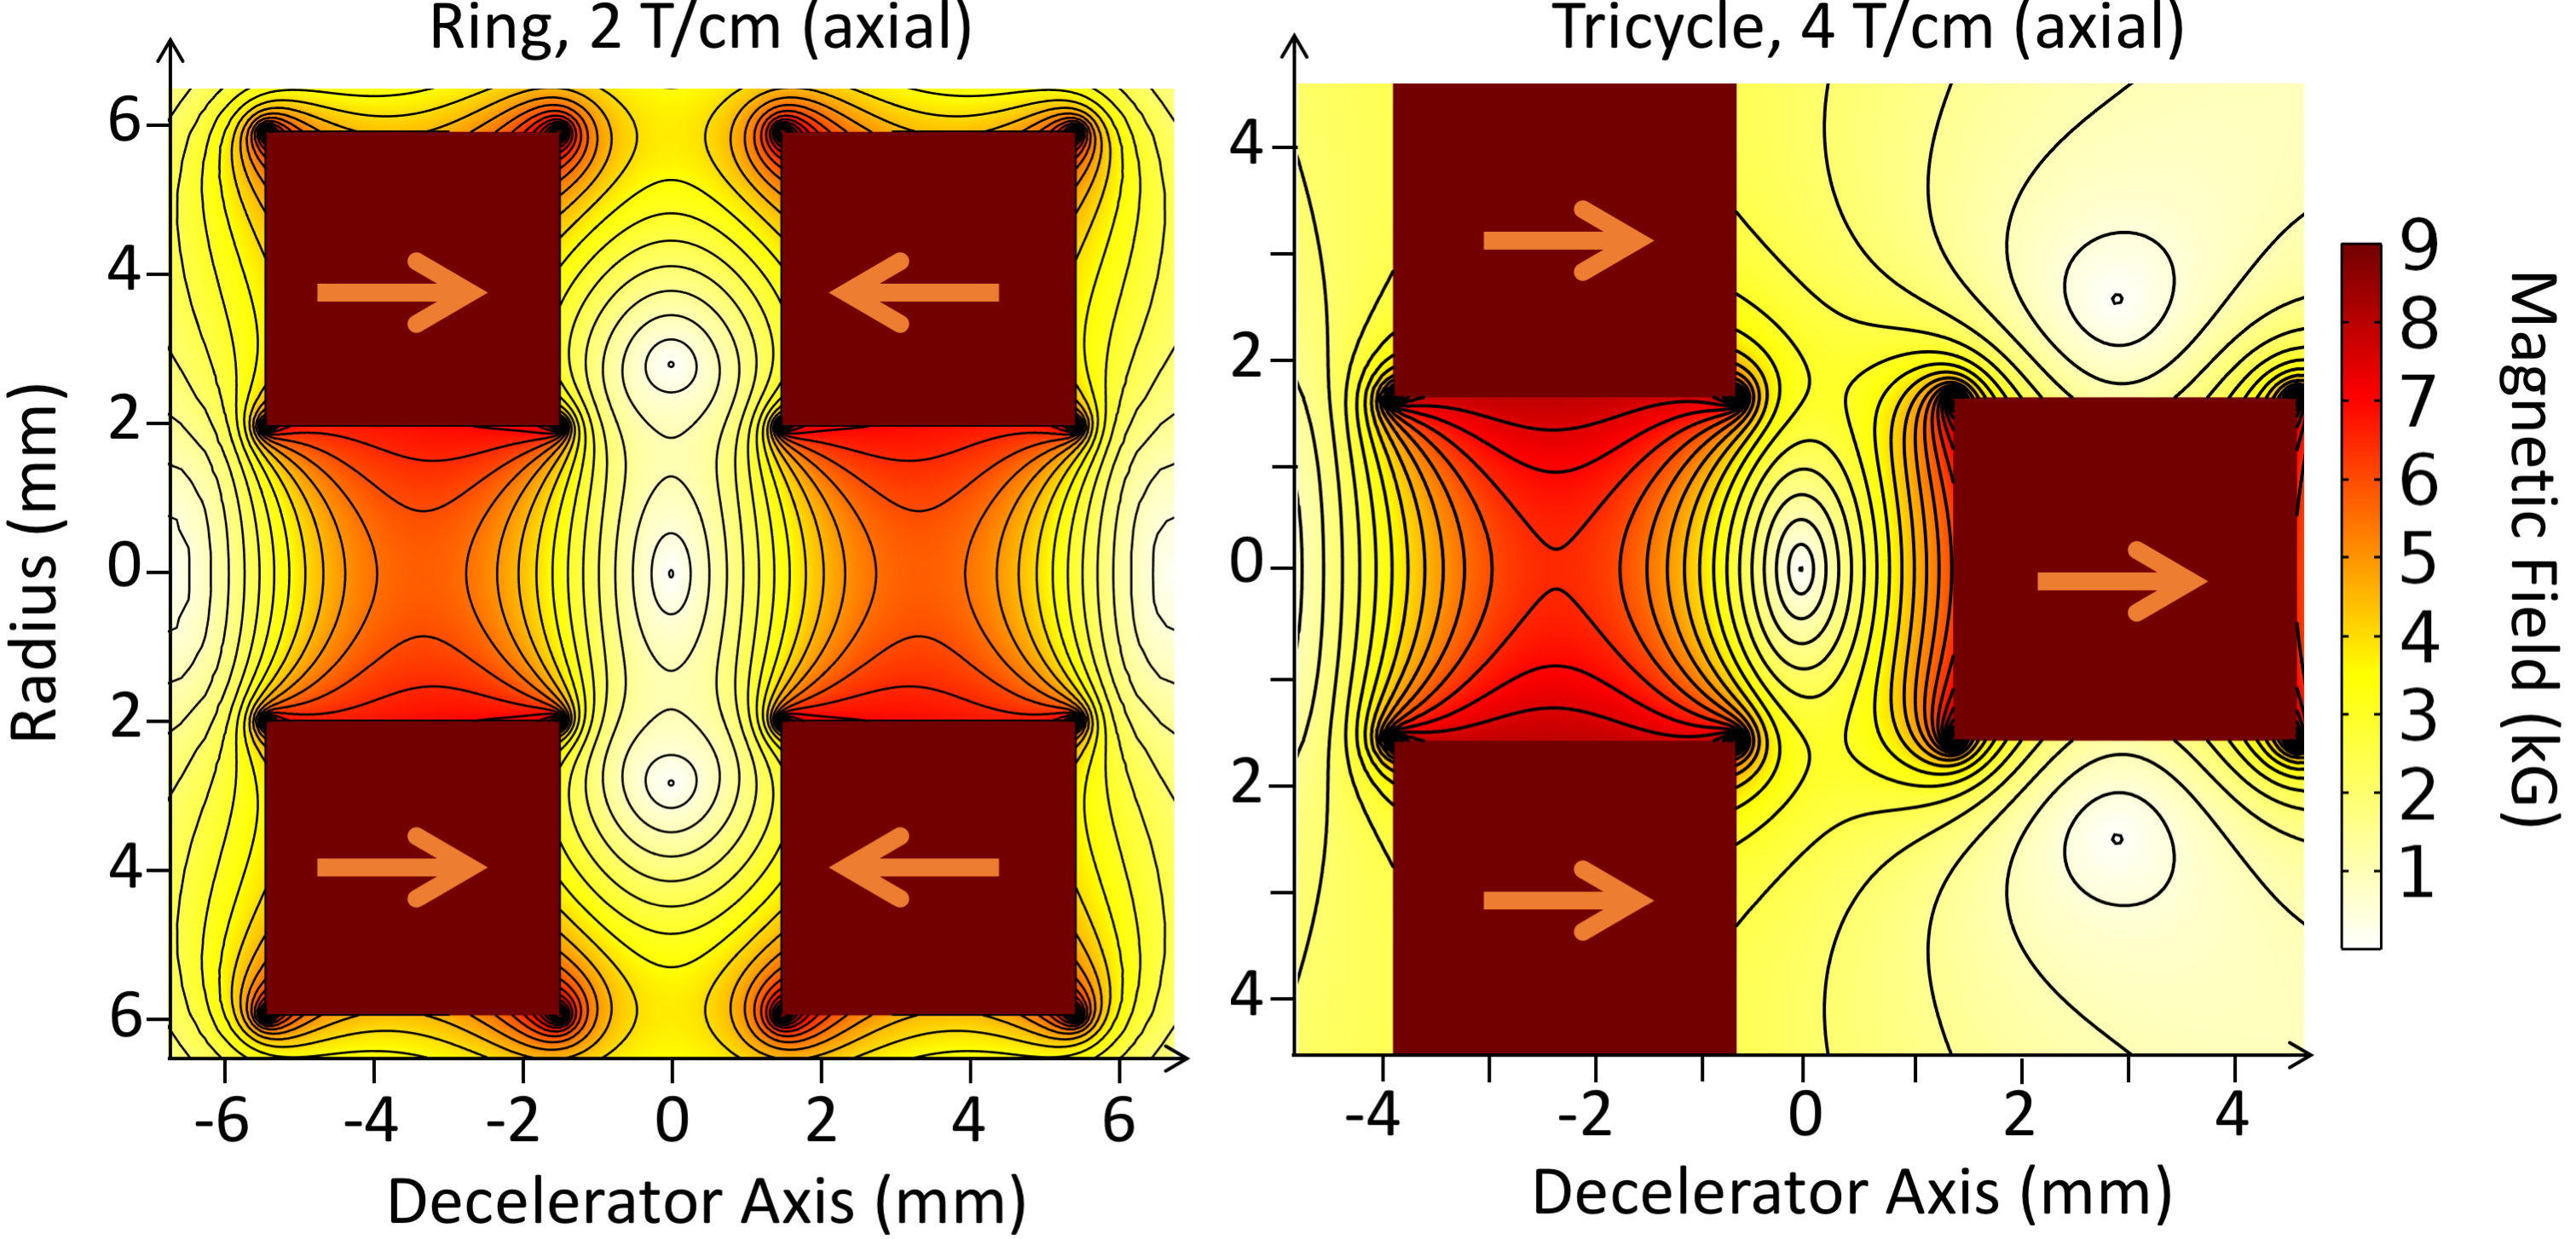 Ring, 2 T/cm (axial)
6
4
2
0
2
4
6
Radius (mm)
-6 -4 -2 0 2 4 6
Decelerator Axis (mm)
Tricycle, 4 T/cm (axial)
4
2
0
2
4
-4 -2 0 2 4
Decelerator Axis (mm)
9
8
7
6
5
4
3
2
1
Magnetic Field (kG)